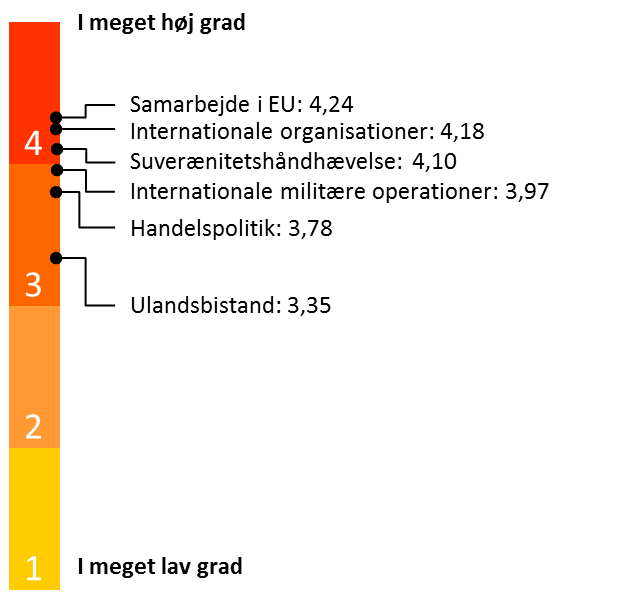 I meget høj grad
Samarbejde i EU: 4,24
4
Internationale organisationer: 4,18
Suverænitetshåndhævelse: 4,10
Internationale militære operationer: 3,97
Handelspolitik: 3,78
3
Ulandsbistand: 3,35
2
1
I meget lav grad